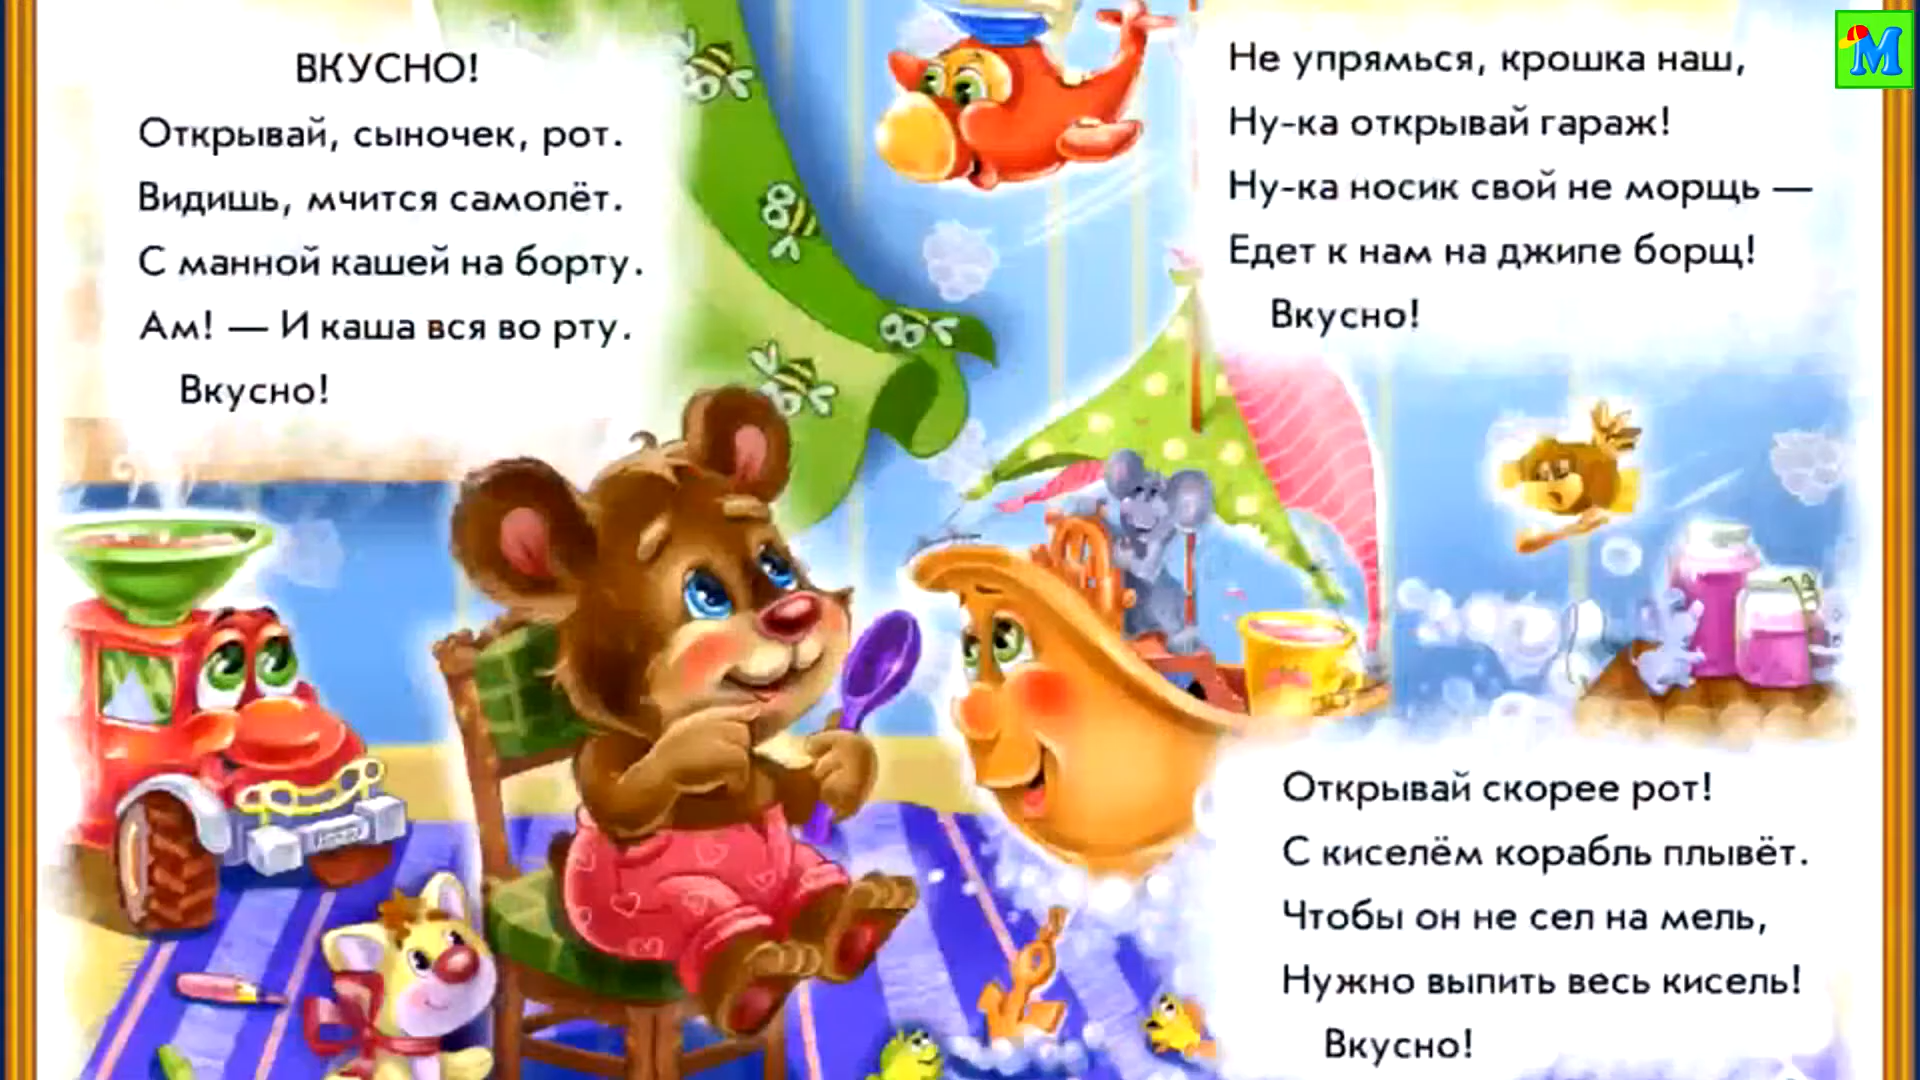 ВКУСНО!
Открывай, сыночек, рот.
Видишь, мчится самолёт.
С манной кашей на борту.
Ам! — И каша вся во рту.
Вкусно!
Не упрямься, крошка наш,
Ну-ка открывай гараж!
Ну-ка носик свой не морщь —
Едет к нам на джипе борщ!
Вкусно!
Открывай скорее рот!
С киселём корабль плывёт.
Чтобы он не сел на мель,
Нужно выпить весь кисель!
Вкусно!
М